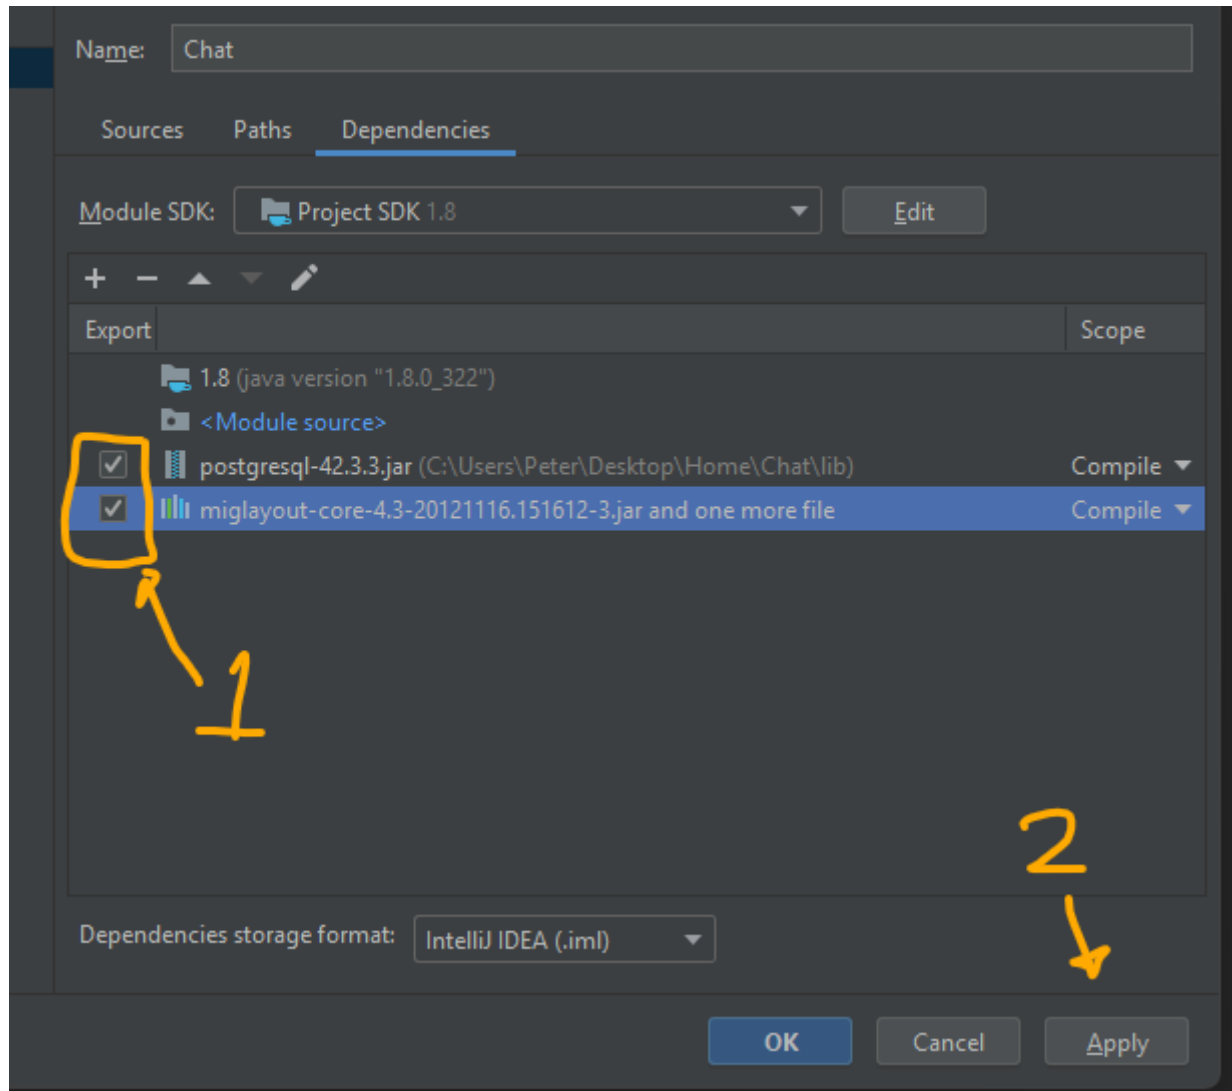 Name: Chat
Sources Paths Dependencies
Module SDK: Project SDK 1.8 Edit
Export Scope
1.8 (java version "1.8.0_322")
<Module source>
postgresql-42.3.3.jar (C:\Users\Peter\Desktop\Home\Chat\lib) Compile
miglayout-core-4.3-20121116.151612-3.jar and one more file Compile
1
2
Dependencies storage format: IntelliJ IDEA (.iml)
OK Cancel Apply